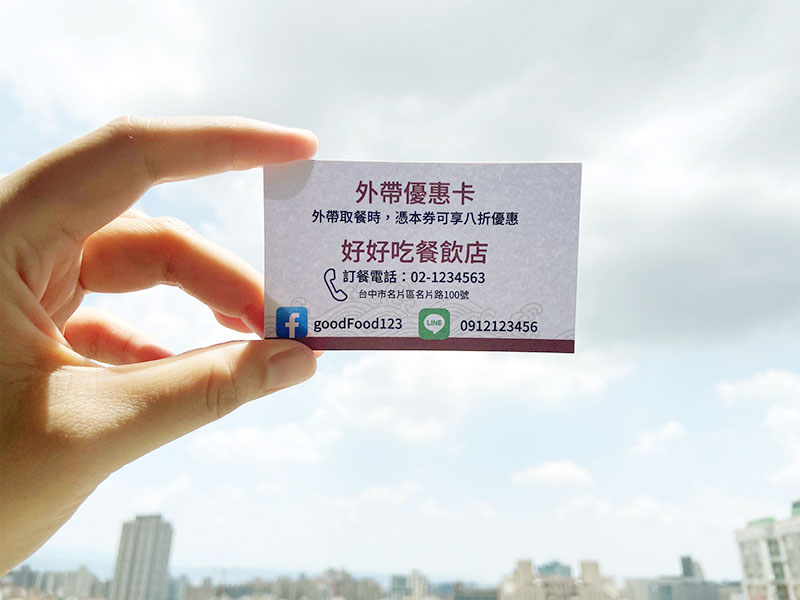 外帶優惠卡
外帶取餐時，憑本券可享八折優惠
好好吃餐飲店
訂餐電話：02-1234563
台中市名片區名片路100號
goodFood123 LINE 0912123456